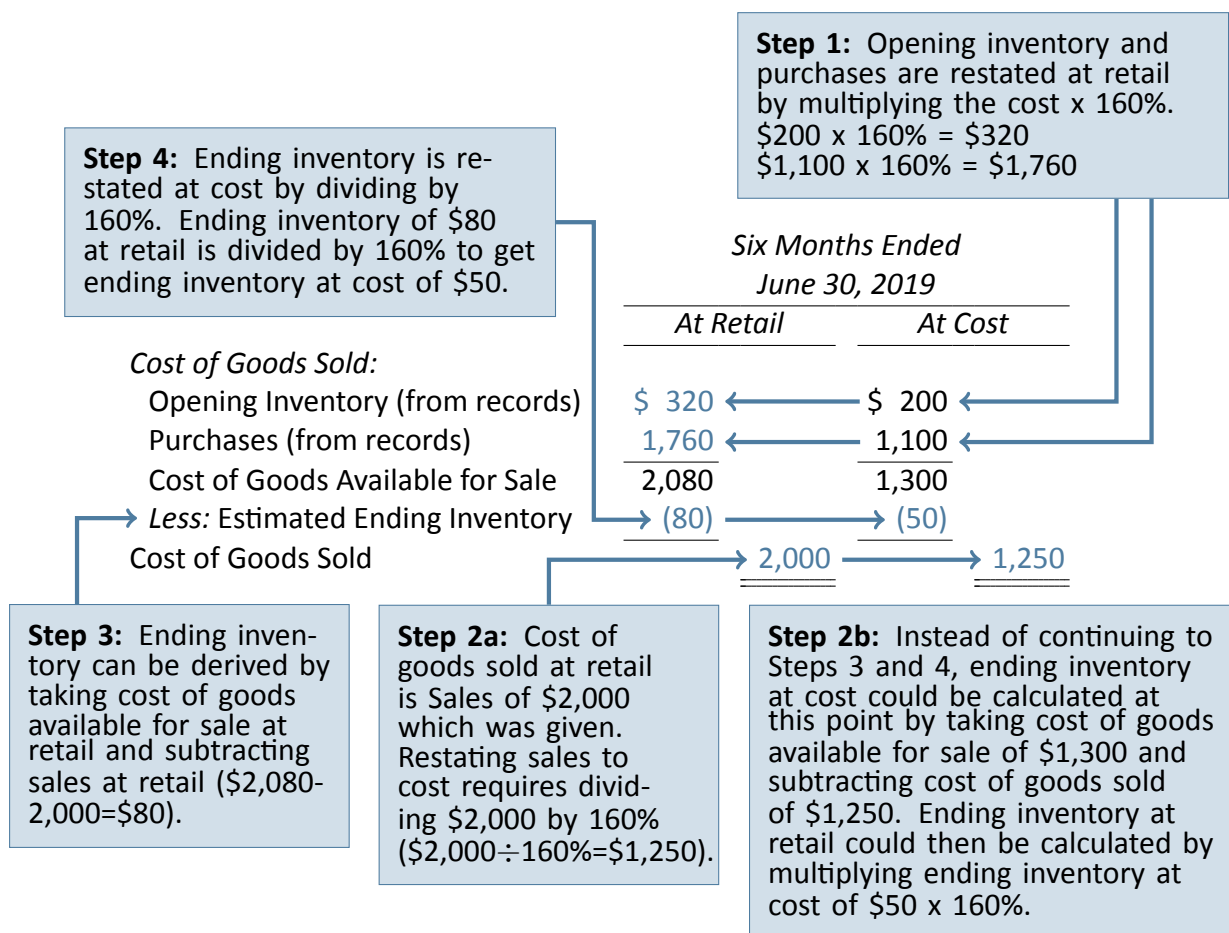 Step 1: Opening inventory and
purchases are restated at retail
by multiplying the cost x 160%.
$200 x 160% = $320
$1,100 x 160% = $1,760
Step 4: Ending inventory is re-
stated at cost by dividing by
160%. Ending inventory of $80
at retail is divided by 160% to get
ending inventory at cost of $50.
Six Months Ended
June 30, 2019
At Retail At Cost
Cost of Goods Sold:
Opening Inventory (from records) $ 320 $ 200
Purchases (from records) 1,760 1,100
Cost of Goods Available for Sale 2,080 1,300
Less: Estimated Ending Inventory (80) (50)
Cost of Goods Sold 2,000 1,250
Step 3: Ending inven-
tory can be derived by
taking cost of goods
available for sale at
retail and subtracting
sales at retail ($2,080-
2,000=$80).
Step 2a: Cost of
goods sold at retail
is Sales of $2,000
which was given.
Restating sales to
cost requires divid-
ing $2,000 by 160%
($2,000÷160%=$1,250).
Step 2b: Instead of continuing to
Steps 3 and 4, ending inventory
at cost could be calculated at
this point by taking cost of goods
available for sale of $1,300 and
subtracting cost of goods sold
of $1,250. Ending inventory at
retail could then be calculated by
multiplying ending inventory at
cost of $50 x 160%.